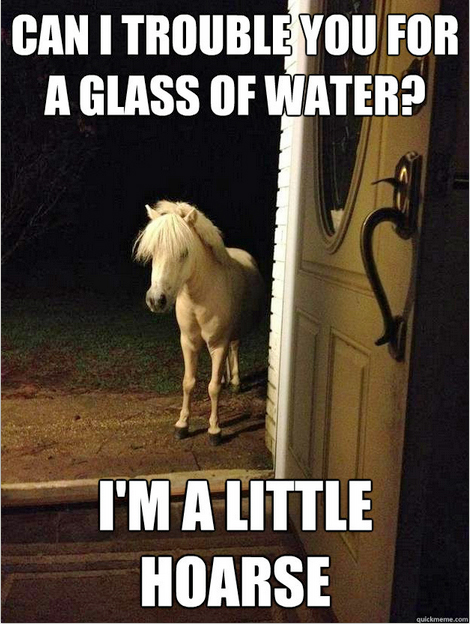 CAN I TROUBLE YOU FOR
A GLASS OF WATER?
I'M A LITTLE
HOARSE
quickmeme.com